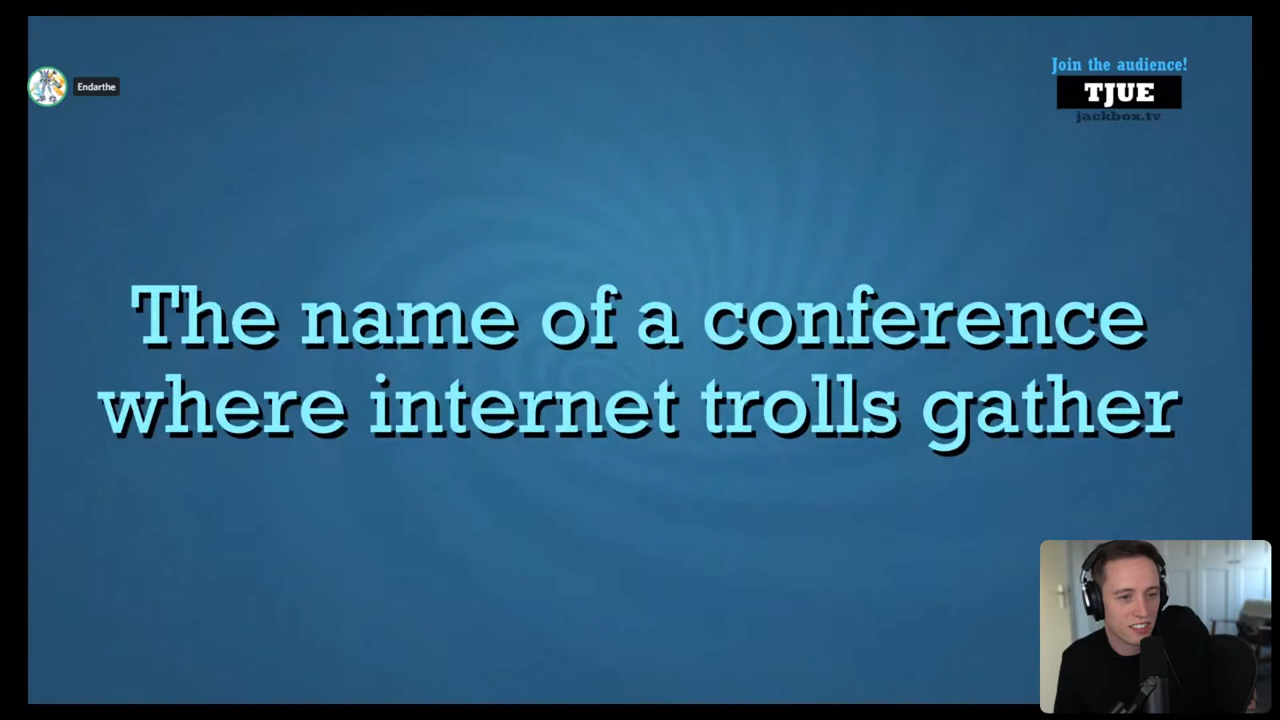 Join the audience!
Endarthe
TJUE
jackbox.tv
The name of a conference
where internet trolls gather